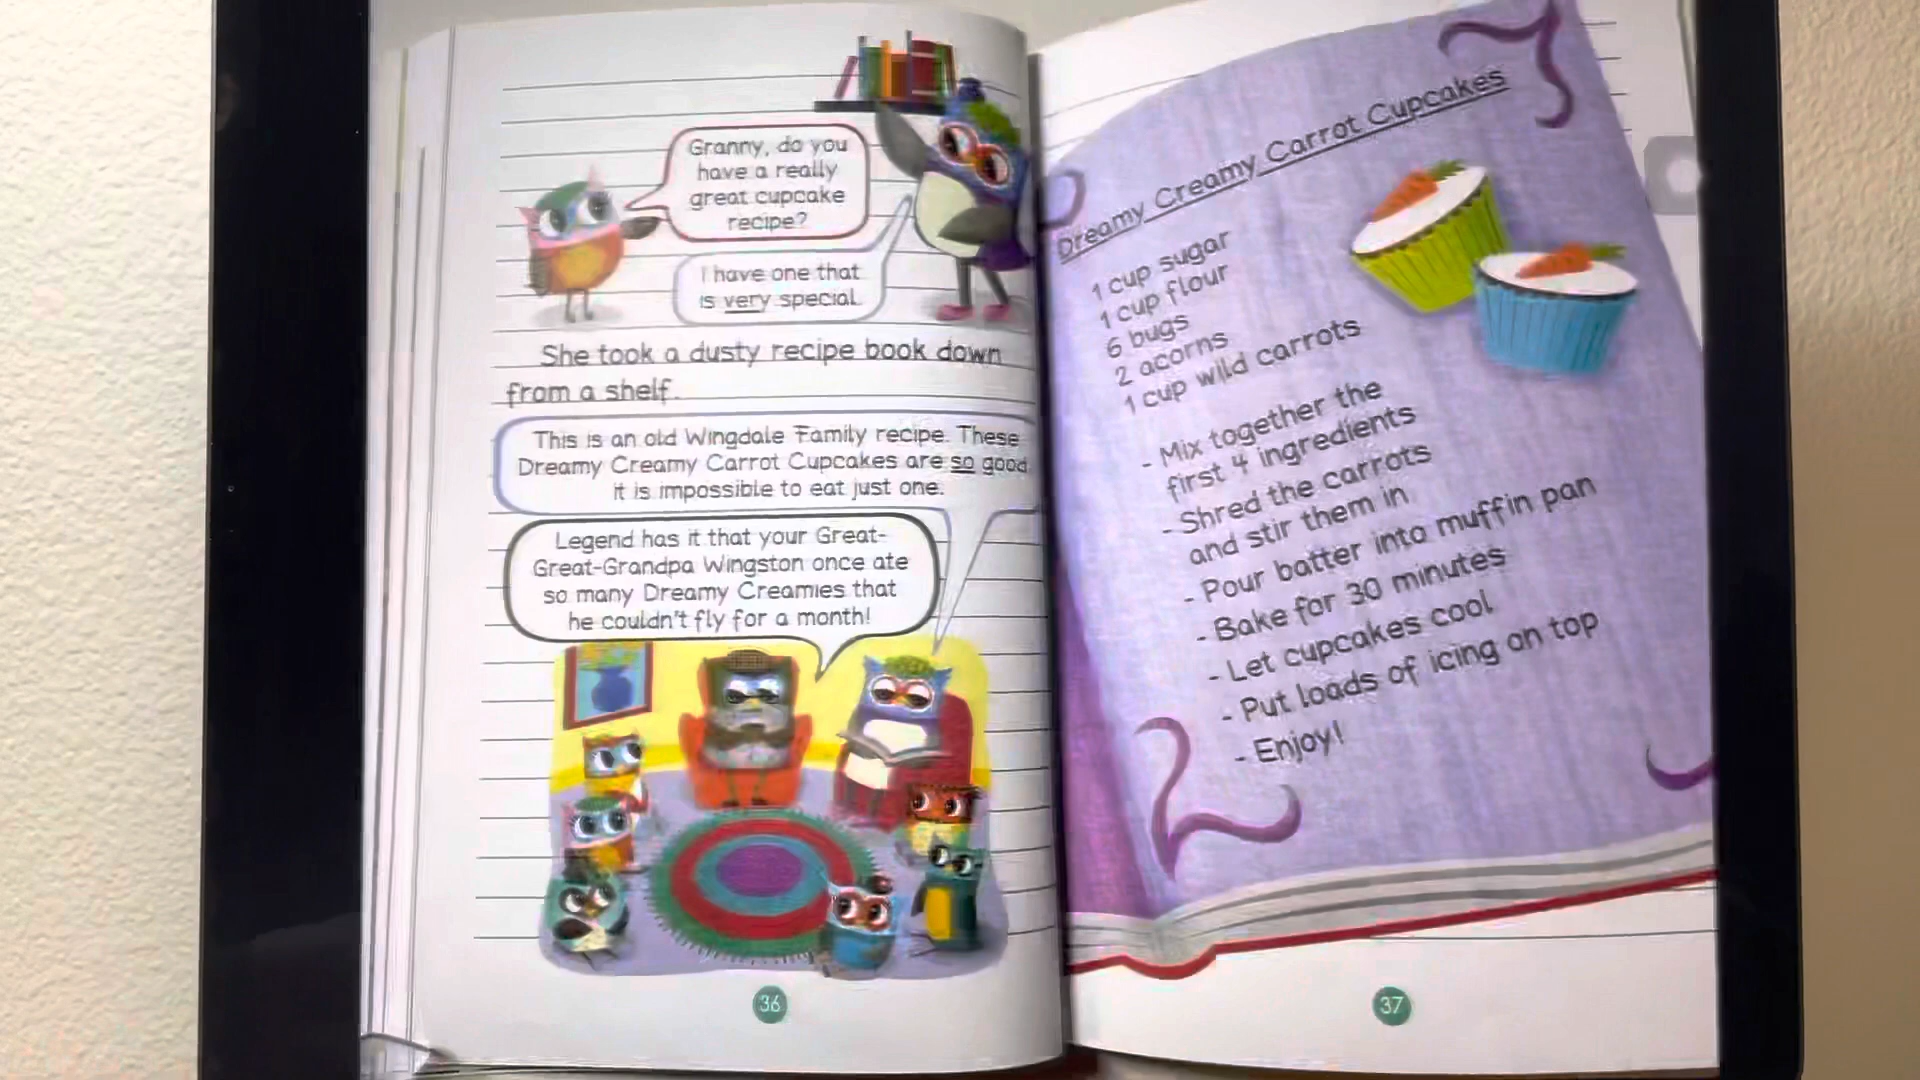 Granny, do you
have a really
great cupcake
recipe?
I have one that
is very special.
She took a dusty recipe book down
from a shelf.
This is an old Wingdale Family recipe. These
Dreamy Creamy Carrot Cupcakes are so good
it is impossible to eat just one.
Legend has it that your Great-
Great-Grandpa Wingston once ate
so many Dreamy Creamies that
he couldn't fly for a month!
36
Dreamy Creamy Carrot Cupcakes
1 cup sugar
1 cup flour
6 bugs
2 acorns
1 cup wild carrots
- Mix together the
first 4 ingredients
- Shred the carrots
and stir them in
- Pour batter into muffin pan
- Bake for 30 minutes
- Let cupcakes cool
- Put loads of icing on top
- Enjoy!
37